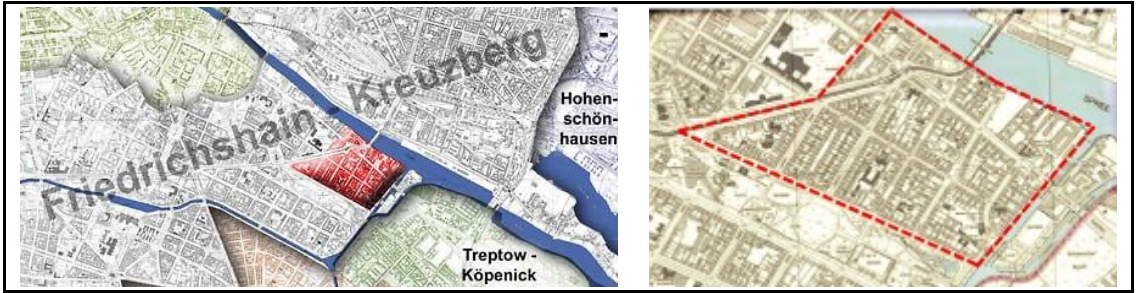 Friedrichshain - Kreuzberg
Hohen-
schön-
hausen
Treptow -
Köpenick
SPREE